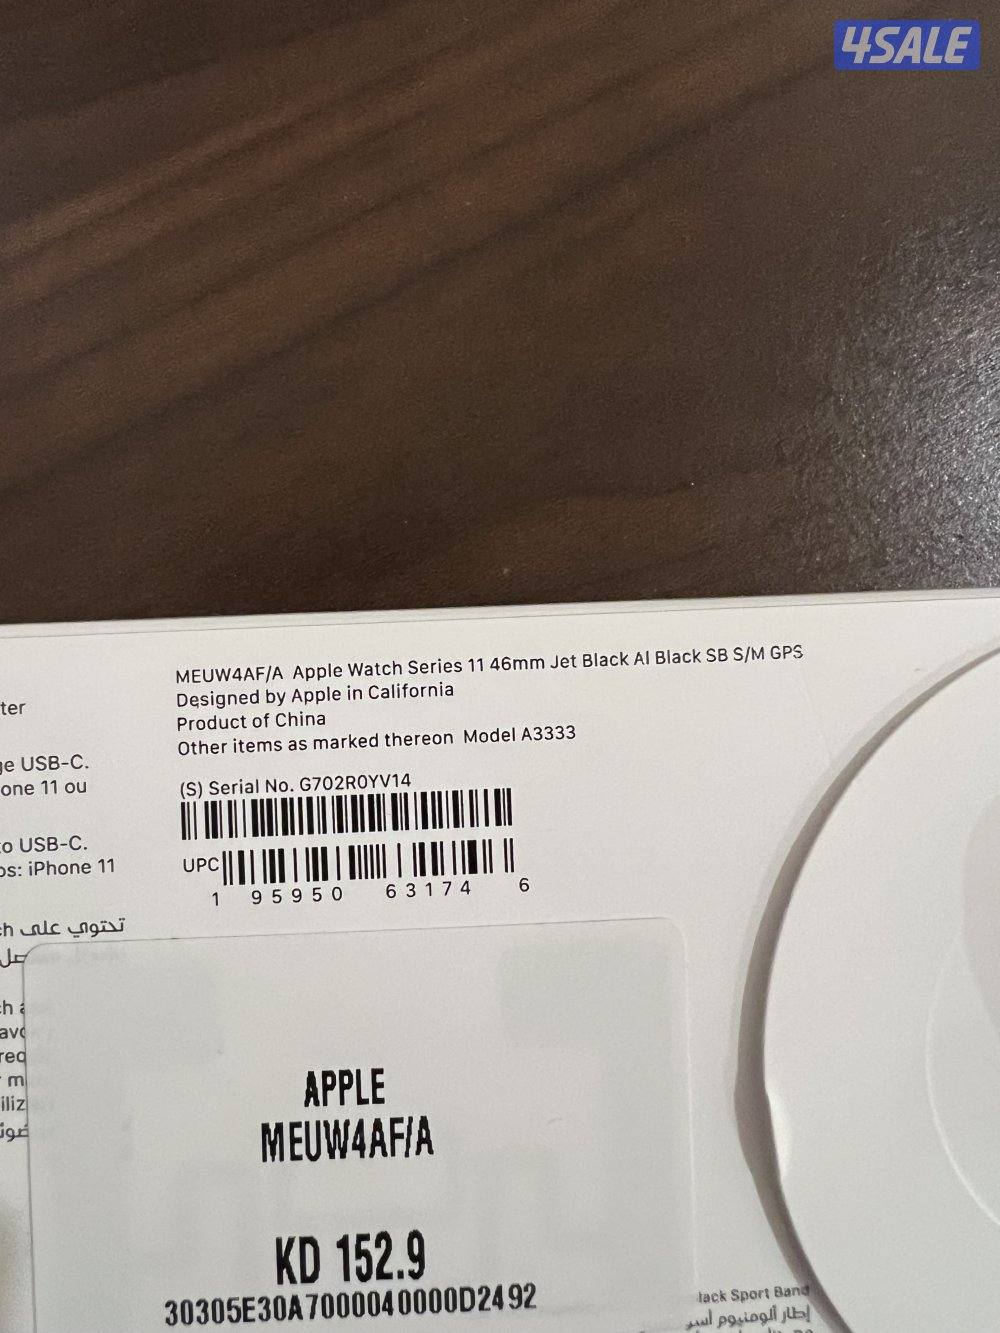 4SALE
MEUW4AF/A Apple Watch Series 11 46mm Jet Black Al Black SB S/M GPS
Designed by Apple in California
Product of China
Other items as marked thereon Model A3333
(S) Serial No. G702R0YV14
UPC
1 95950 63174 6
ter
ge USB-C.
one 11 ou
to USB-C.
os: iPhone 11
تحتوي على
APPLE
MEUW4AF/A
KD 152.9
30305E30A7000040000D2492
lack Sport Band
إطار ألومنيوم أسو